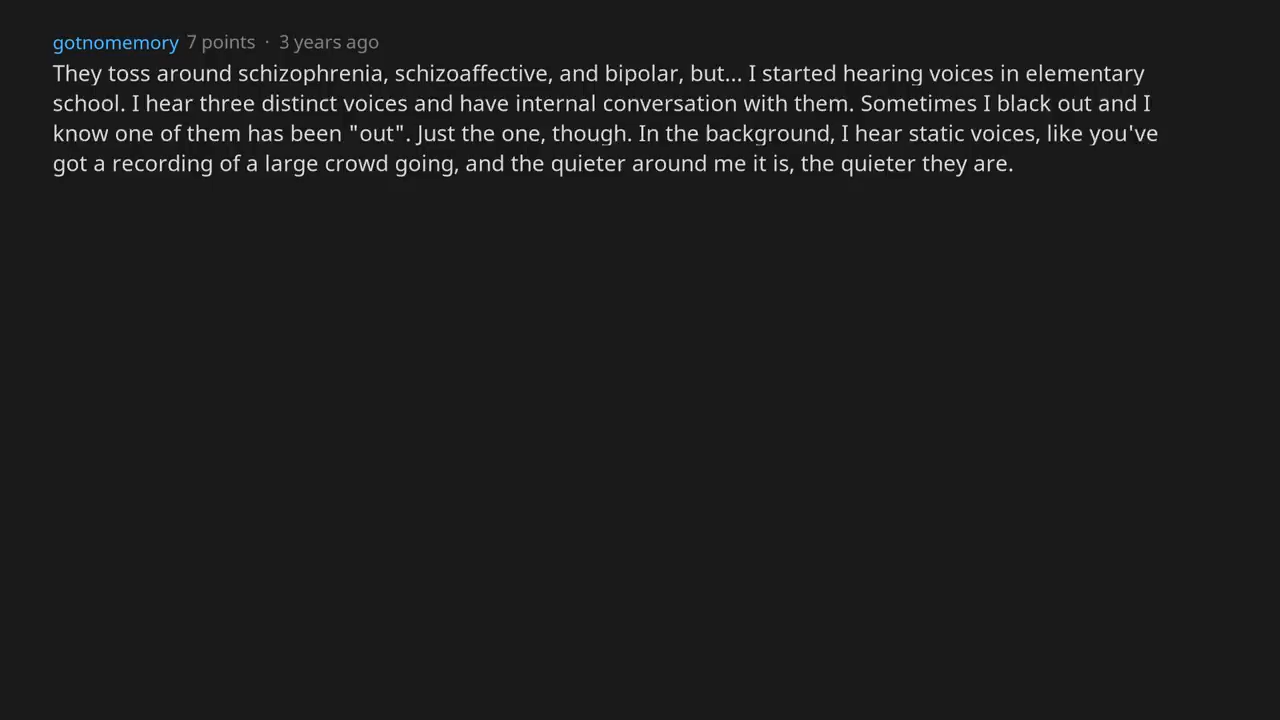 gotnomemory 7 points · 3 years ago
They toss around schizophrenia, schizoaffective, and bipolar, but... I started hearing voices in elementary
school. I hear three distinct voices and have internal conversation with them. Sometimes I black out and I
know one of them has been "out". Just the one, though. In the background, I hear static voices, like you've
got a recording of a large crowd going, and the quieter around me it is, the quieter they are.